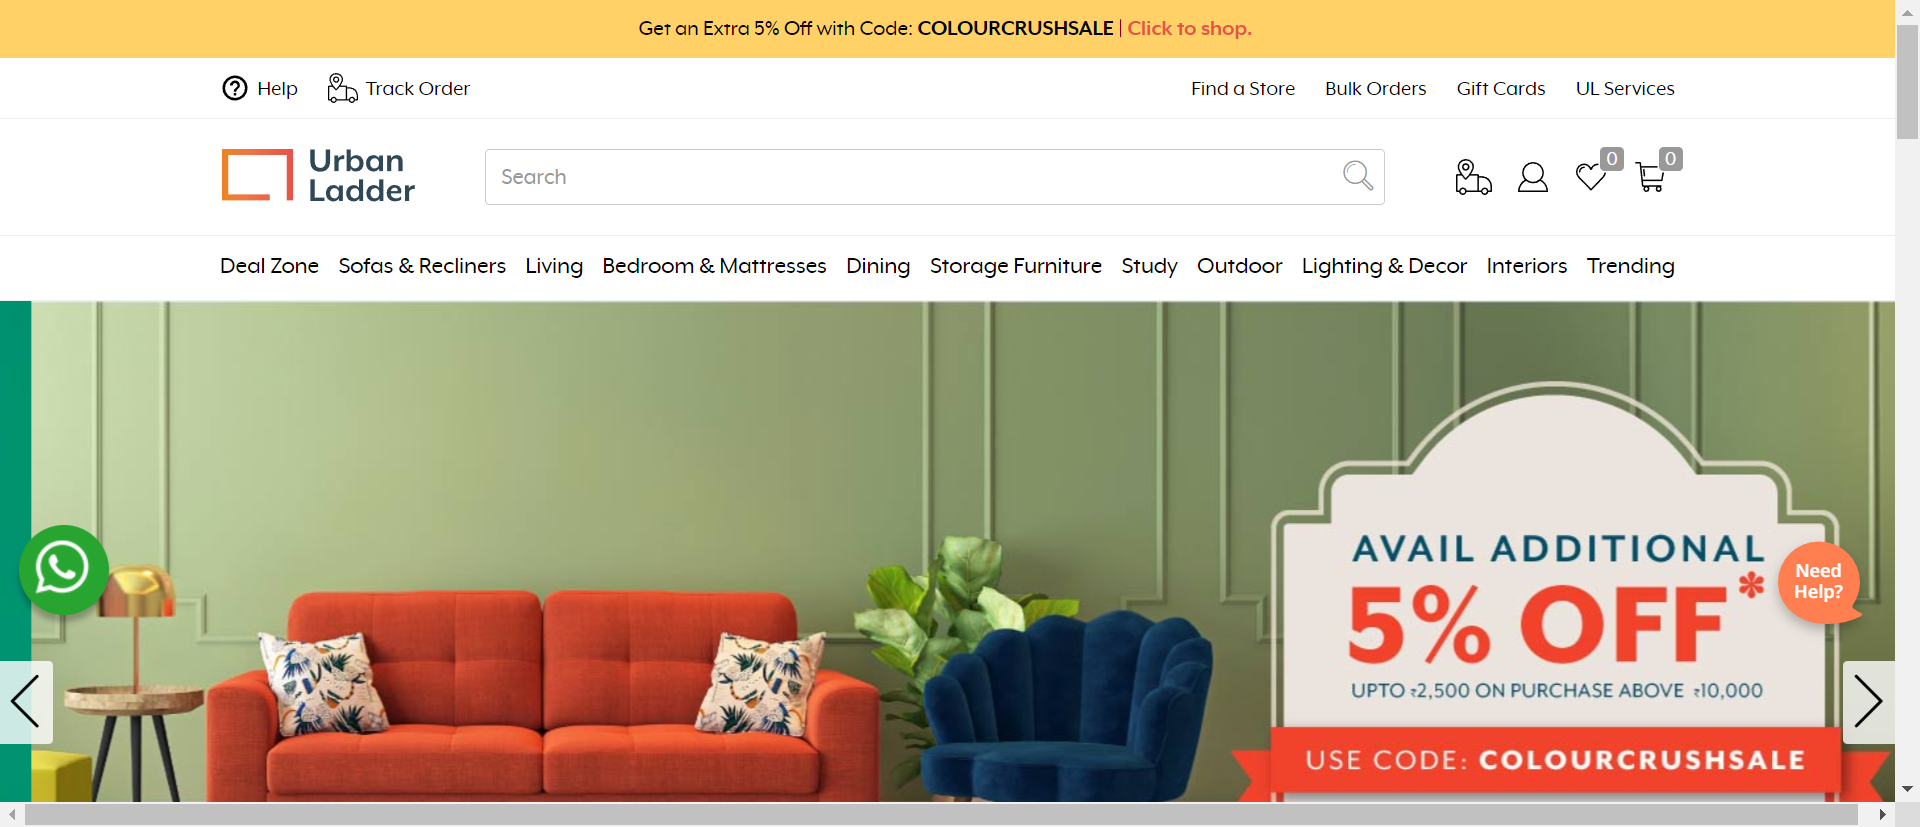 Get an Extra 5% Off with Code: COLOURCRUSHSALE | Click to shop.
Help Track Order Find a Store Bulk Orders Gift Cards UL Services
Urban
Ladder
Search
0 0
Deal Zone Sofas & Recliners Living Bedroom & Mattresses Dining Storage Furniture Study Outdoor Lighting & Decor Interiors Trending
AVAIL ADDITIONAL
5% OFF*
UPTO ₹2,500 ON PURCHASE ABOVE ₹10,000
USE CODE: COLOURCRUSHSALE
Need
Help?